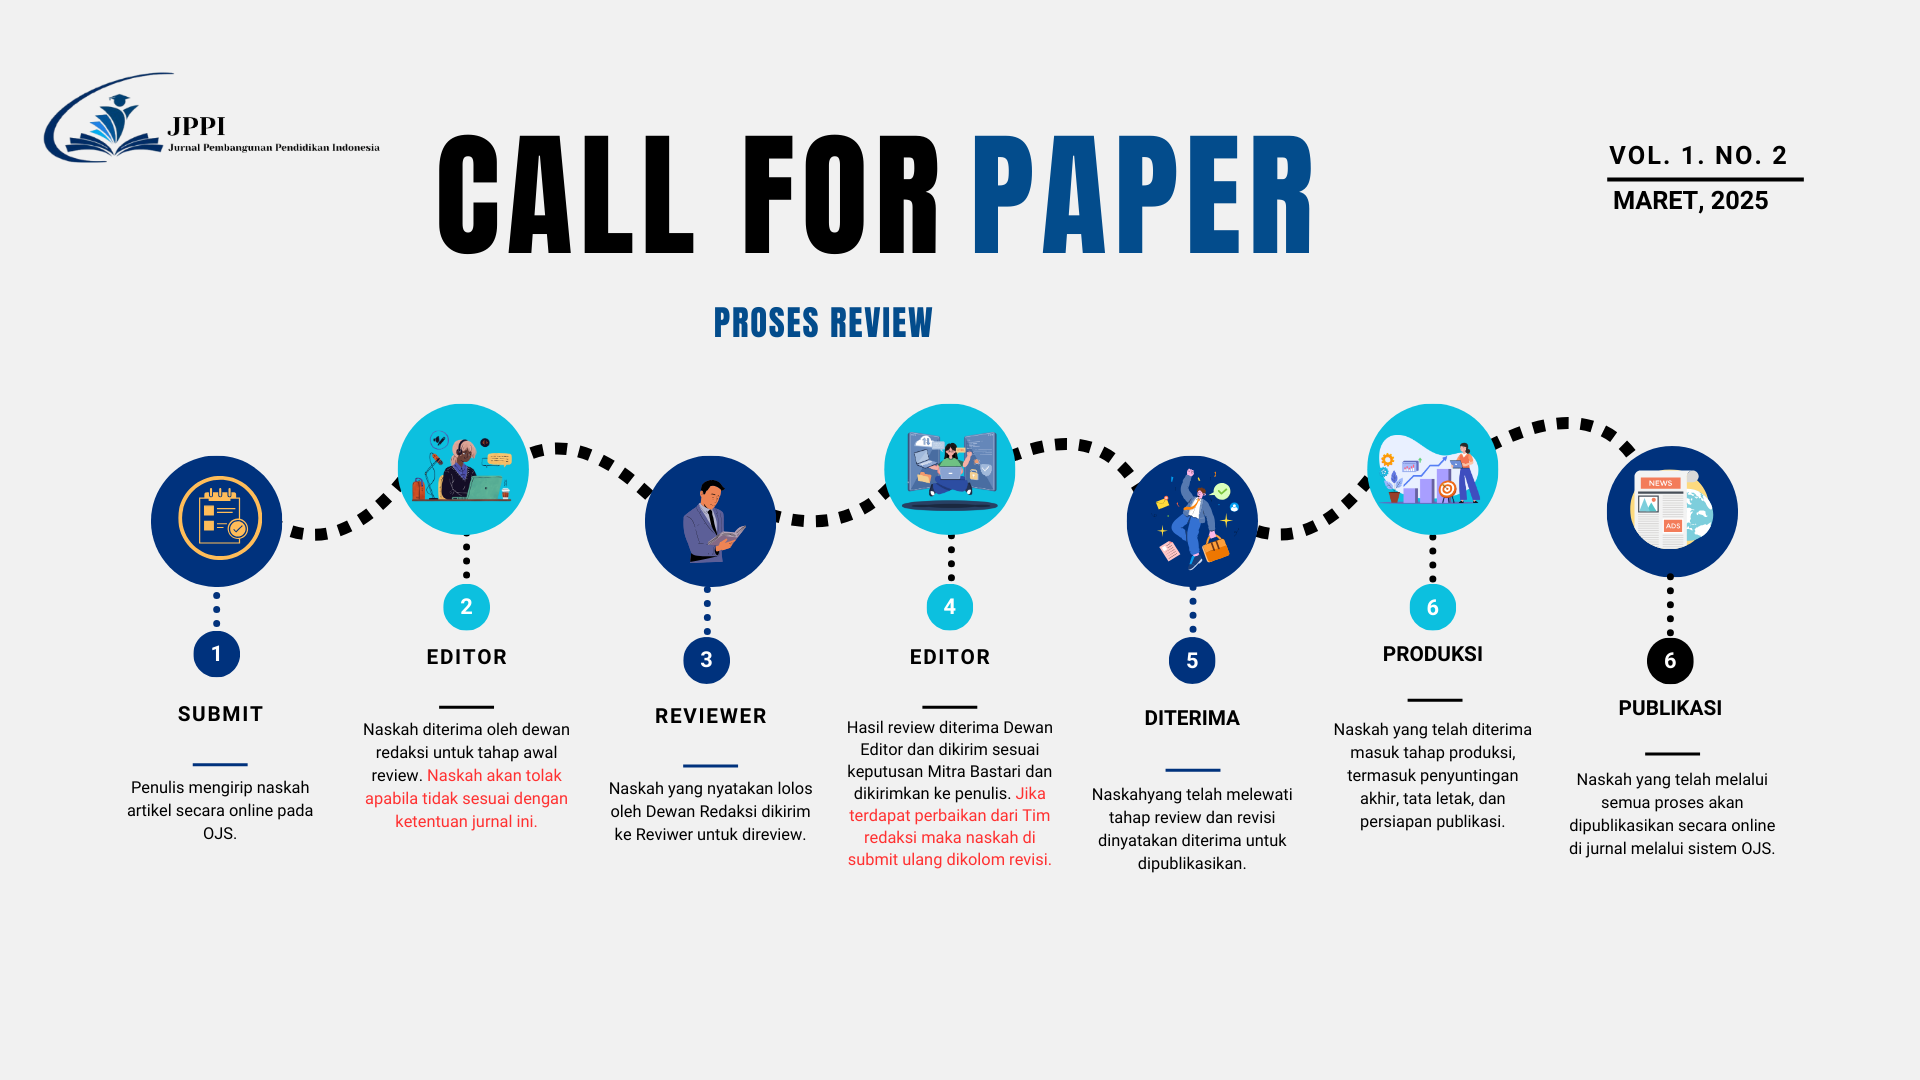 JPPI
Jurnal Pembangunan Pendidikan Indonesia
CALL FOR PAPER
VOL. 1. NO. 2
MARET, 2025
PROSES REVIEW
1
SUBMIT
Penulis mengirip naskah
artikel secara online pada
OJS.
2
EDITOR
Naskah diterima oleh dewan
redaksi untuk tahap awal
review. Naskah akan tolak
apabila tidak sesuai dengan
ketentuan jurnal ini.
3
REVIEWER
Naskah yang nyatakan lolos
oleh Dewan Redaksi dikirim
ke Reviwer untuk direview.
4
EDITOR
Hasil review diterima Dewan
Editor dan dikirim sesuai
keputusan Mitra Bastari dan
dikirimkan ke penulis. Jika
terdapat perbaikan dari Tim
redaksi maka naskah di
submit ulang dikolom revisi.
5
DITERIMA
Naskahyang telah melewati
tahap review dan revisi
dinyatakan diterima untuk
dipublikasikan.
6
PRODUKSI
Naskah yang telah diterima
masuk tahap produksi,
termasuk penyuntingan
akhir, tata letak, dan
persiapan publikasi.
NEWS
ADS
6
PUBLIKASI
Naskah yang telah melalui
semua proses akan
dipublikasikan secara online
di jurnal melalui sistem OJS.